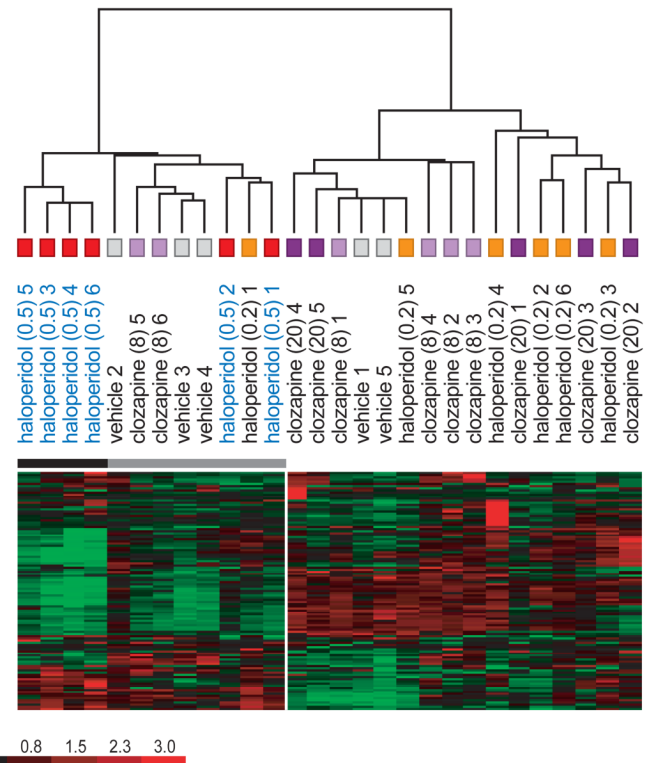 haloperidol (0.5) 5
haloperidol (0.5) 3
haloperidol (0.5) 4
haloperidol (0.5) 6
vehicle 2
clozapine (8) 5
clozapine (8) 6
vehicle 3
vehicle 4
haloperidol (0.5) 2
haloperidol (0.2) 1
haloperidol (0.5) 1
clozapine (20) 4
clozapine (20) 5
clozapine (8) 1
vehicle 1
vehicle 5
haloperidol (0.2) 5
clozapine (8) 4
clozapine (8) 2
clozapine (8) 3
haloperidol (0.2) 4
clozapine (20) 1
haloperidol (0.2) 2
haloperidol (0.2) 6
clozapine (20) 3
haloperidol (0.2) 3
clozapine (20) 2
0.8 1.5 2.3 3.0